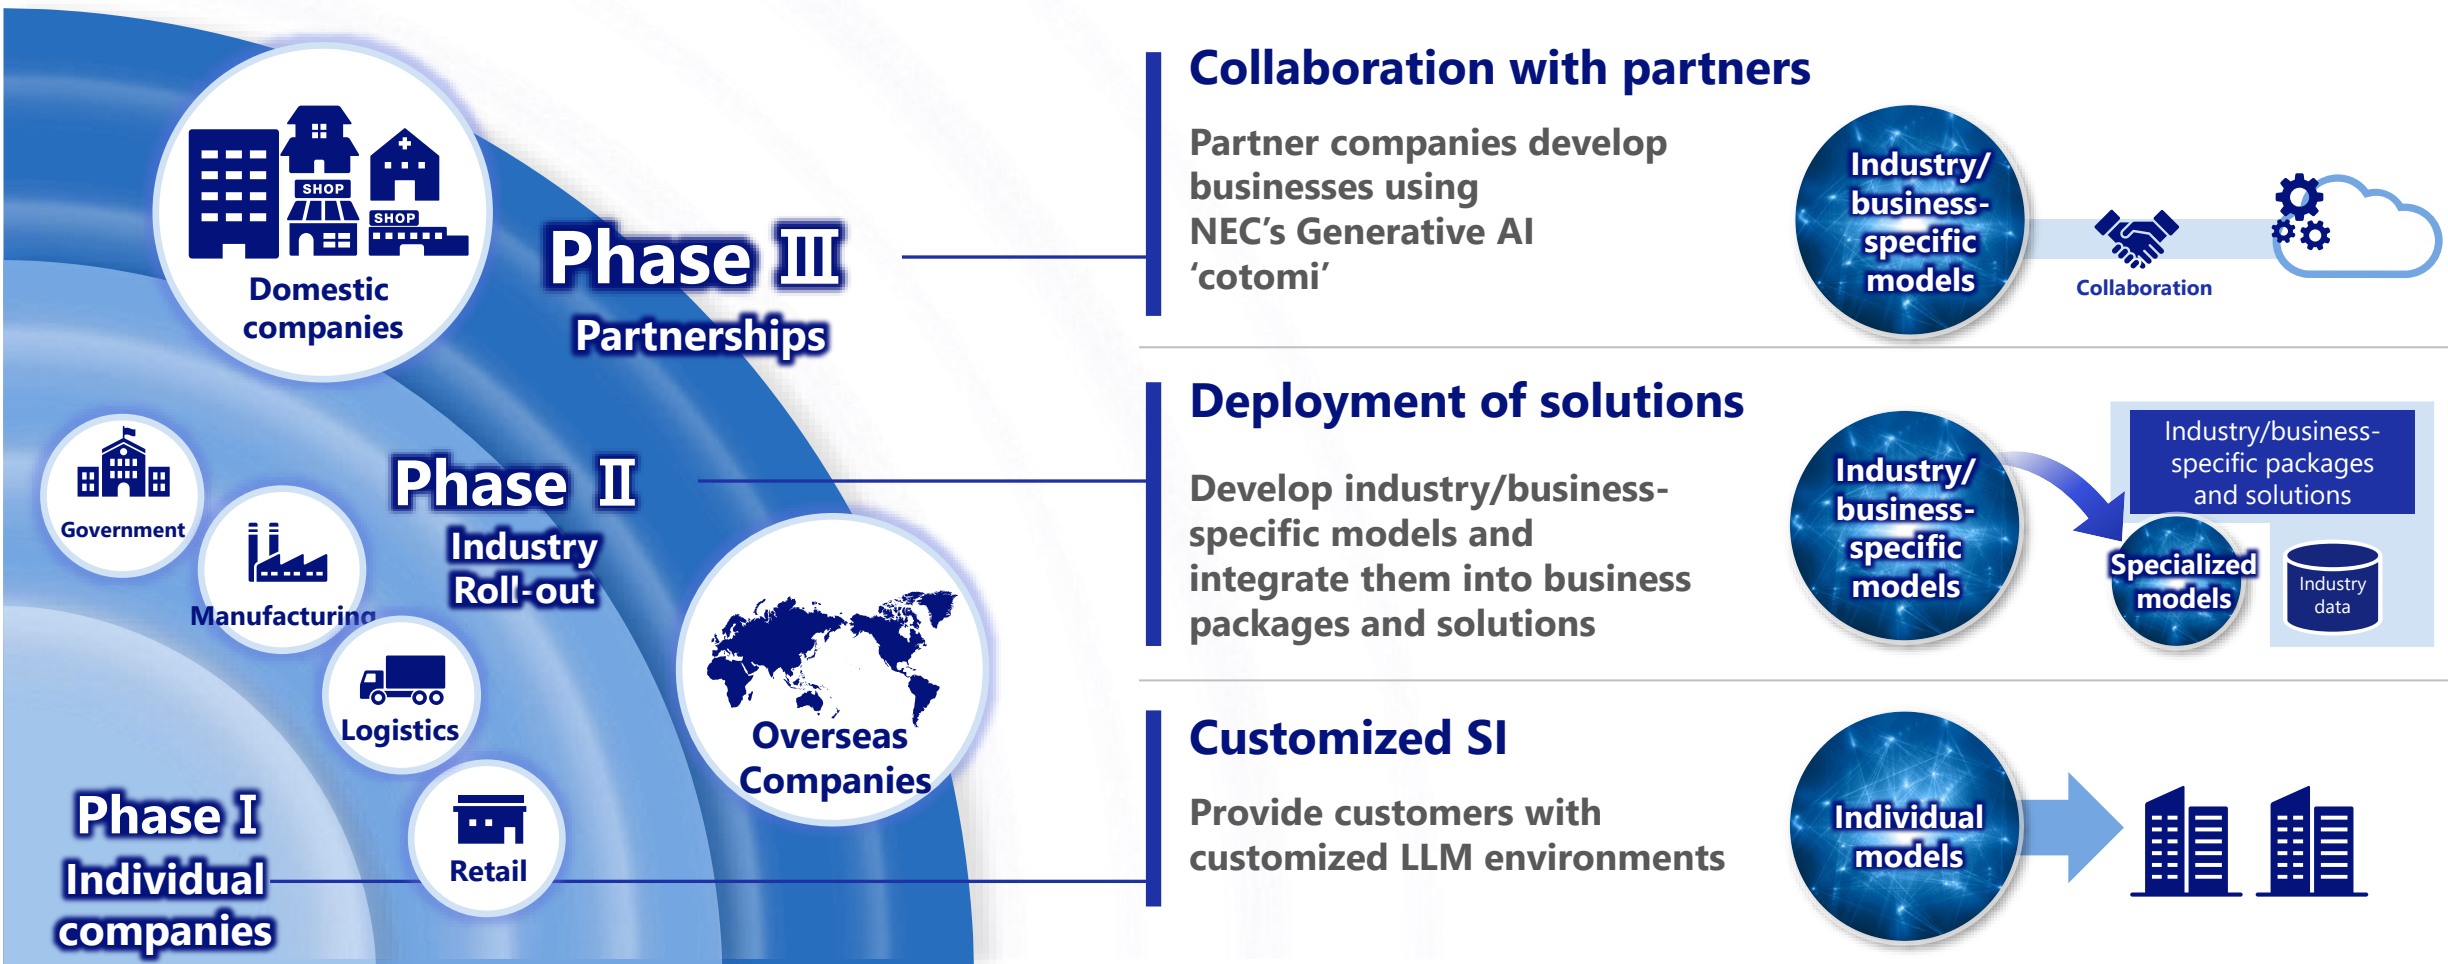 SHOP
SHOP
Domestic
companies
Phase Ⅲ
Partnerships
Government
Manufacturing
Logistics
Retail
Phase Ⅱ
Industry
Roll-out
Overseas
Companies
Phase Ⅰ
Individual
companies
Collaboration with partners
Partner companies develop
businesses using
NEC’s Generative AI
‘cotomi’
Industry/
business-
specific
models
Collaboration
Deployment of solutions
Develop industry/business-
specific models and
integrate them into business
packages and solutions
Industry/
business-
specific
models
Industry/business-
specific packages
and solutions
Specialized
models
Industry
data
Customized SI
Provide customers with
customized LLM environments
Individual
models